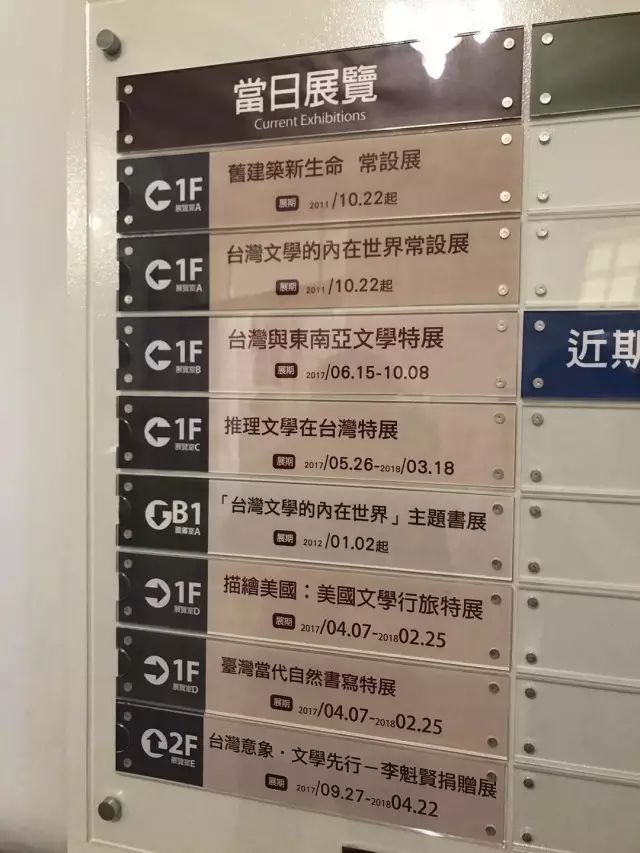 當日展覽
Current Exhibitions
1F 展覽室A
舊建築新生命 常設展
展期 2011/10.22起
1F 展覽室A
台灣文學的內在世界常設展
展期 2011/10.22起
1F 展覽室B
台灣與東南亞文學特展
展期 2017/06.15-10.08
1F 展覽室C
推理文學在台灣特展
展期 2017/05.26-2018/03.18
B1 圖書室A
「台灣文學的內在世界」主題書展
展期 2012/01.02起
1F 展覽室D
描繪美國：美國文學行旅特展
展期 2017/04.07-2018 02.25
1F 展覽室D
臺灣當代自然書寫特展
展期 2017/04.07-2018 02.25
2F 展覽室E
台灣意象・文學先行－李魁賢捐贈展
展期 2017/09.27-2018 04.22
近期